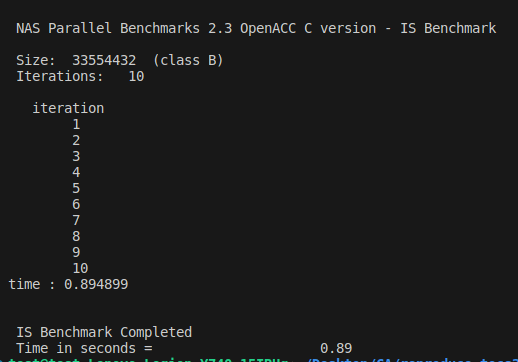 NAS Parallel Benchmarks 2.3 OpenACC C version - IS Benchmark
Size:  33554432  (class B)
Iterations:   10
iteration
1
2
3
4
5
6
7
8
9
10
time : 0.894899
IS Benchmark Completed
Time in seconds =                     0.89